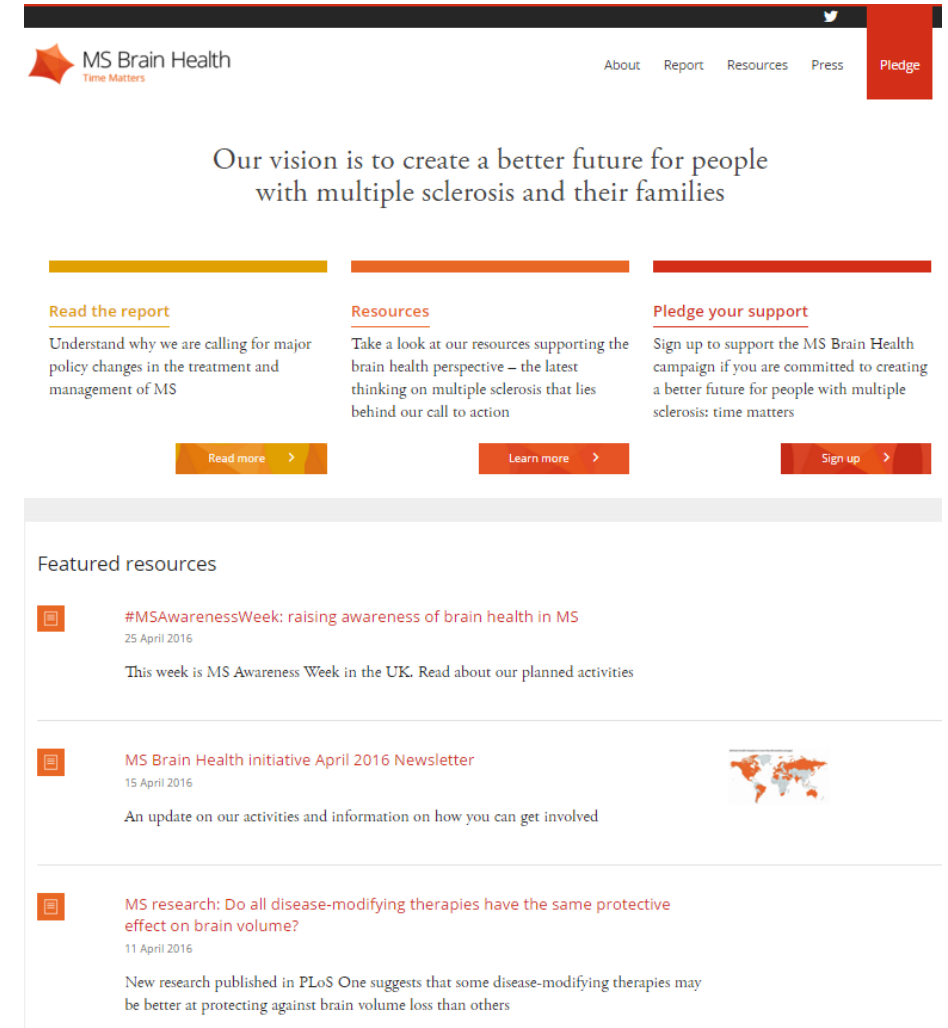 MS Brain Health
Time Matters
About
Report
Resources
Press
Pledge
Our vision is to create a better future for people
with multiple sclerosis and their families
Read the report
Understand why we are calling for major
policy changes in the treatment and
management of MS
Read more
Resources
Take a look at our resources supporting the
brain health perspective – the latest
thinking on multiple sclerosis that lies
behind our call to action
Learn more
Pledge your support
Sign up to support the MS Brain Health
campaign if you are committed to creating
a better future for people with multiple
sclerosis: time matters
Sign up
Featured resources
#MSAwarenessWeek: raising awareness of brain health in MS
25 April 2016
This week is MS Awareness Week in the UK. Read about our planned activities
MS Brain Health initiative April 2016 Newsletter
15 April 2016
An update on our activities and information on how you can get involved
MS research: Do all disease-modifying therapies have the same protective
effect on brain volume?
11 April 2016
New research published in PLoS One suggests that some disease-modifying therapies may
be better at protecting against brain volume loss than others